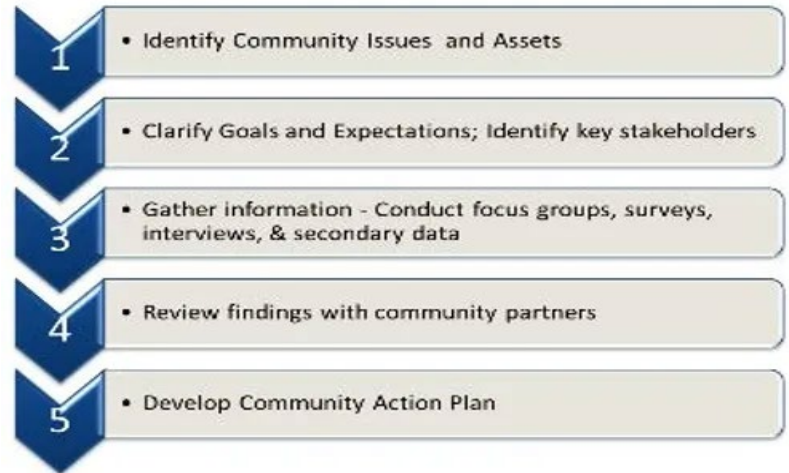 1
• Identify Community Issues and Assets
2
• Clarify Goals and Expectations; Identify key stakeholders
3
• Gather information - Conduct focus groups, surveys,
interviews, & secondary data
4
• Review findings with community partners
5
• Develop Community Action Plan